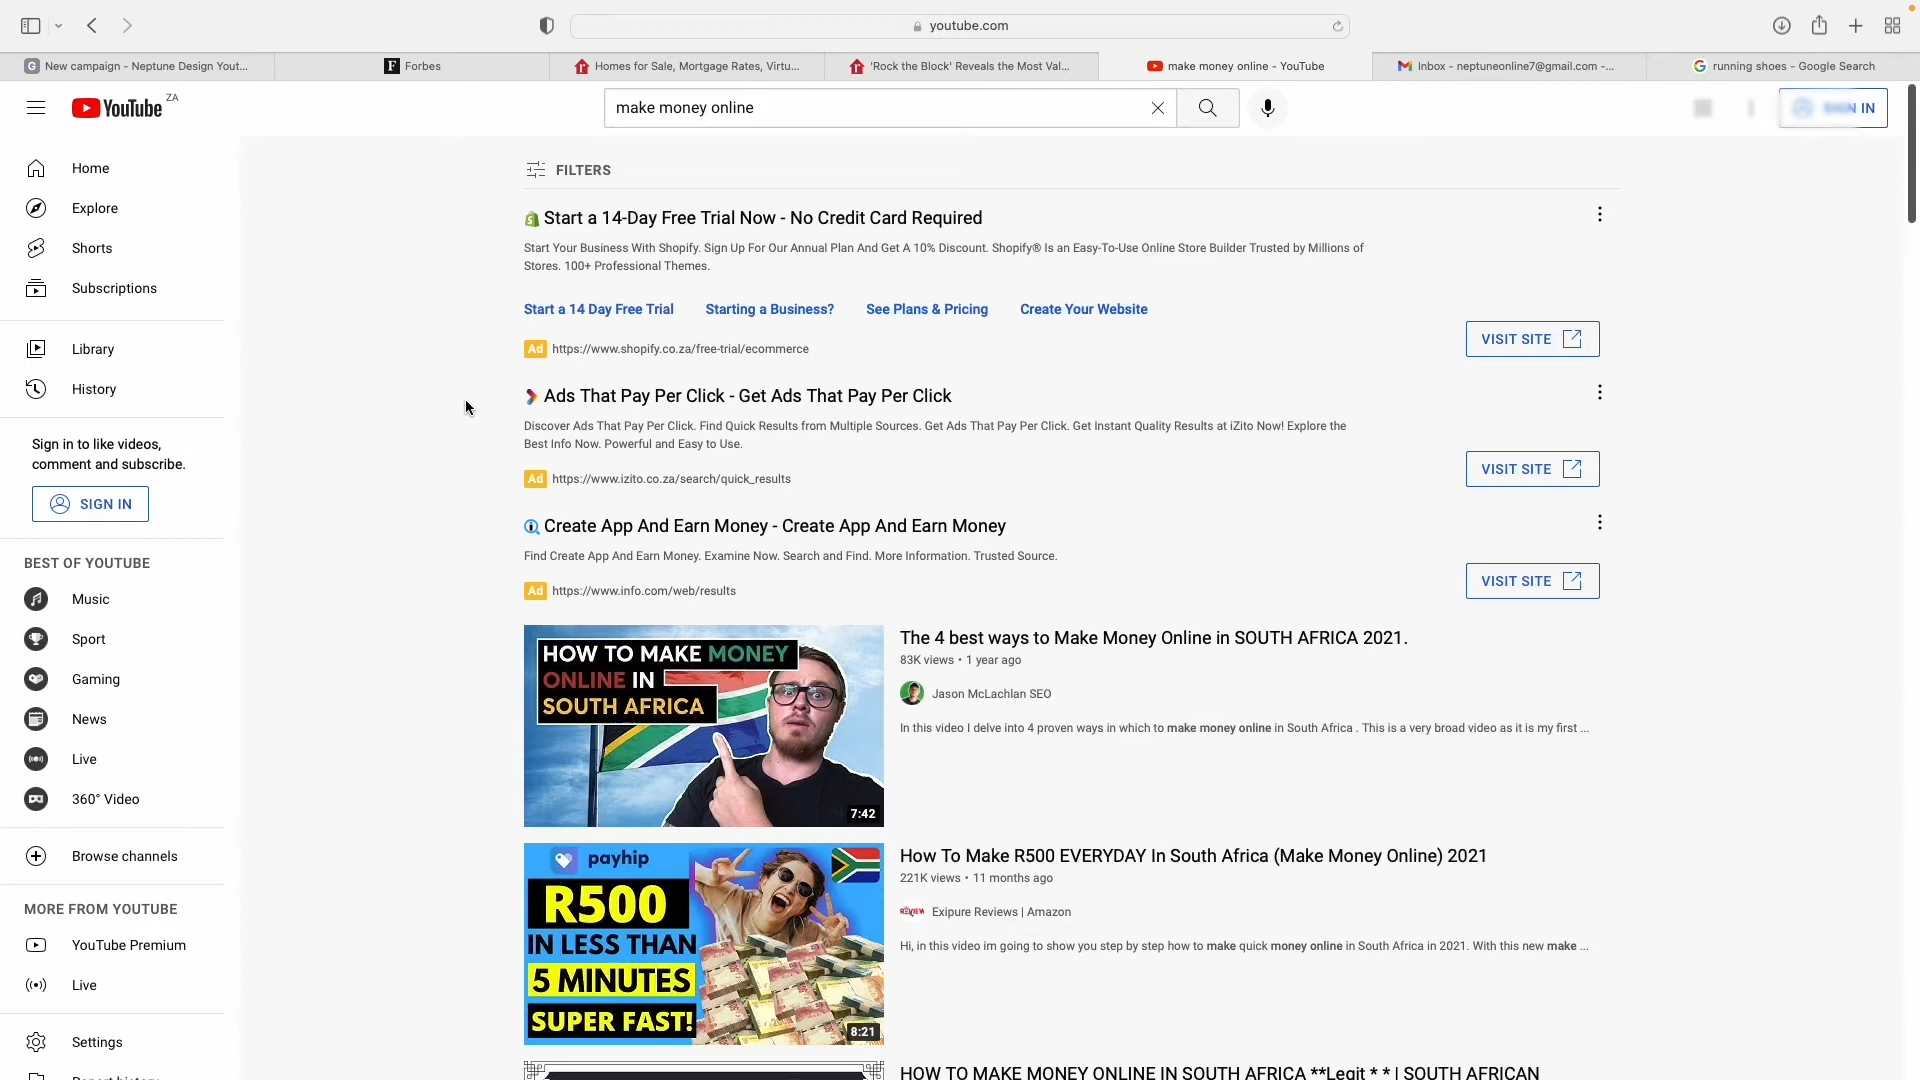 youtube.com
New campaign - Neptune Design Yout...
Forbes
Homes for Sale, Mortgage Rates, Virtu...
'Rock the Block' Reveals the Most Val...
make money online - YouTube
Inbox - neptuneonline7@gmail.com -...
running shoes - Google Search
YouTube ZA
make money online
SIGN IN
Home
Explore
Shorts
Subscriptions
Library
History
Sign in to like videos,
comment and subscribe.
SIGN IN
BEST OF YOUTUBE
Music
Sport
Gaming
News
Live
360° Video
Browse channels
MORE FROM YOUTUBE
YouTube Premium
Live
Settings
Report history
FILTERS
Start a 14-Day Free Trial Now - No Credit Card Required
Start Your Business With Shopify. Sign Up For Our Annual Plan And Get A 10% Discount. Shopify® Is an Easy-To-Use Online Store Builder Trusted by Millions of
Stores. 100+ Professional Themes.
Start a 14 Day Free Trial
Starting a Business?
See Plans & Pricing
Create Your Website
VISIT SITE
Ad https://www.shopify.co.za/free-trial/ecommerce
Ads That Pay Per Click - Get Ads That Pay Per Click
Discover Ads That Pay Per Click. Find Quick Results from Multiple Sources. Get Ads That Pay Per Click. Get Instant Quality Results at iZito Now! Explore the
Best Info Now. Powerful and Easy to Use.
VISIT SITE
Ad https://www.izito.co.za/search/quick_results
Create App And Earn Money - Create App And Earn Money
Find Create App And Earn Money. Examine Now. Search and Find. More Information. Trusted Source.
VISIT SITE
Ad https://www.info.com/web/results
HOW TO MAKE MONEY
ONLINE IN
SOUTH AFRICA
7:42
The 4 best ways to Make Money Online in SOUTH AFRICA 2021.
83K views • 1 year ago
Jason McLachlan SEO
In this video I delve into 4 proven ways in which to make money online in South Africa . This is a very broad video as it is my first ...
payhip
R500
IN LESS THAN
5 MINUTES
SUPER FAST!
8:21
How To Make R500 EVERYDAY In South Africa (Make Money Online) 2021
221K views • 11 months ago
REVIEW
Exipure Reviews | Amazon
Hi, in this video im going to show you step by step how to make quick money online in South Africa in 2021. With this new make ...
HOW TO MAKE MONEY ONLINE IN SOUTH AFRICA **Legit * * | SOUTH AFRICAN